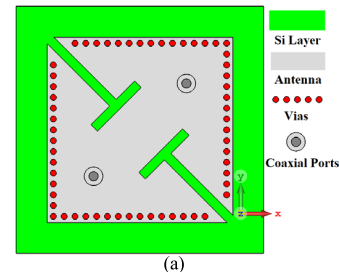 Si Layer
Antenna
Vias
Coaxial Ports
y
z
x
(a)